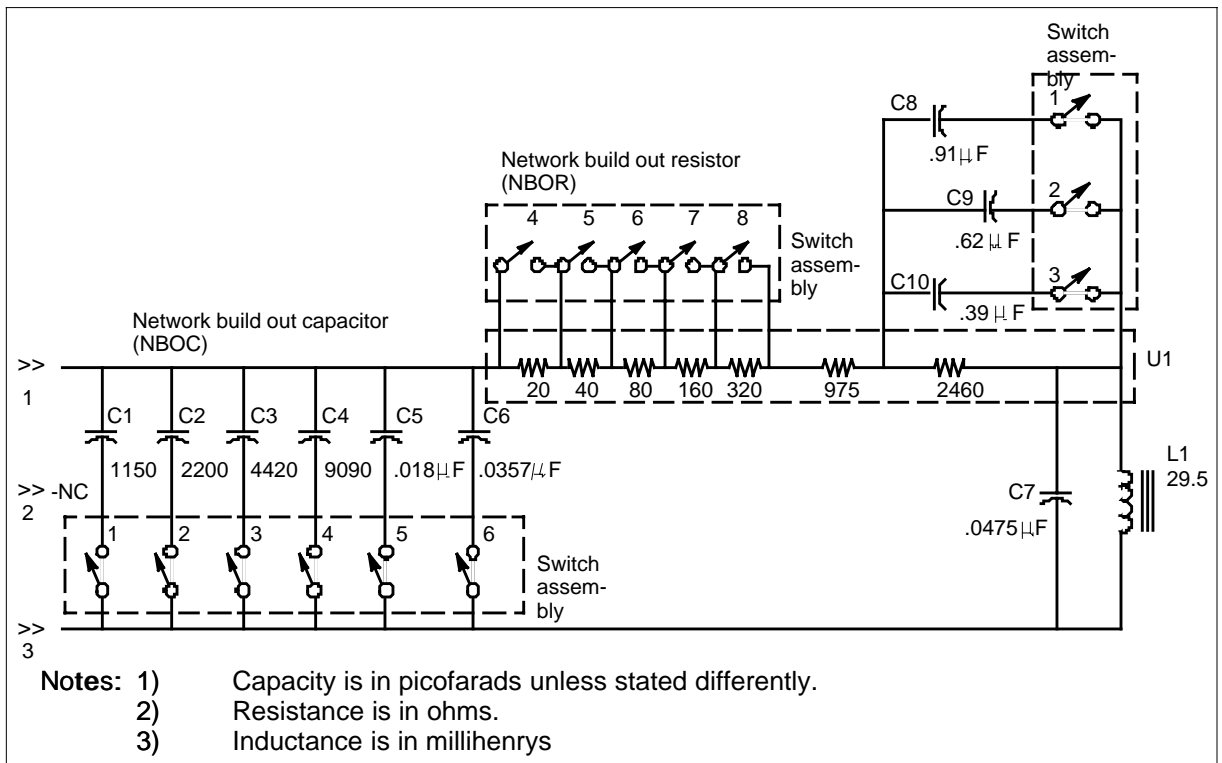 Switch
assem-
bly
1
C8
.91μF
Network build out resistor
(NBOR)
4 5 6 7 8
Switch
assem-
bly
C9
2
.62μF
C10
3
.39μF
Network build out capacitor
(NBOC)
>>
1
20 40 80 160 320 975 2460
U1
C1 C2 C3 C4 C5 C6
1150 2200 4420 9090 .018μF .0357μF
>> -NC
2
1 2 3 4 5 6
Switch
assem-
bly
C7
.0475μF
L1
29.5
>>
3
Notes: 1) Capacity is in picofarads unless stated differently.
2) Resistance is in ohms.
3) Inductance is in millihenrys